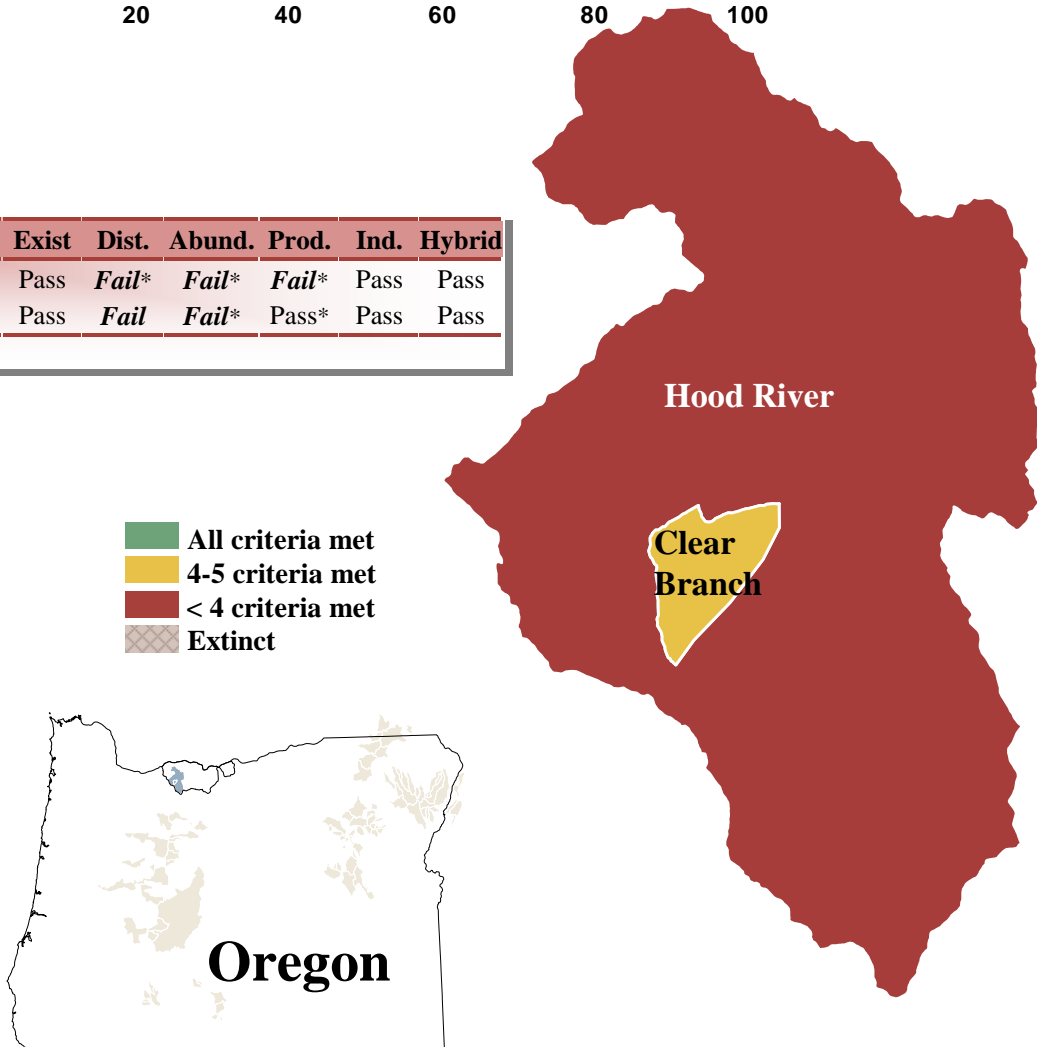 20 40 60 80 100
Exist Dist. Abund. Prod. Ind. Hybrid
Pass Fail* Fail* Fail* Pass Pass
Pass Fail Fail* Pass* Pass Pass
Hood River
Clear
Branch
All criteria met
4-5 criteria met
< 4 criteria met
Extinct
Oregon